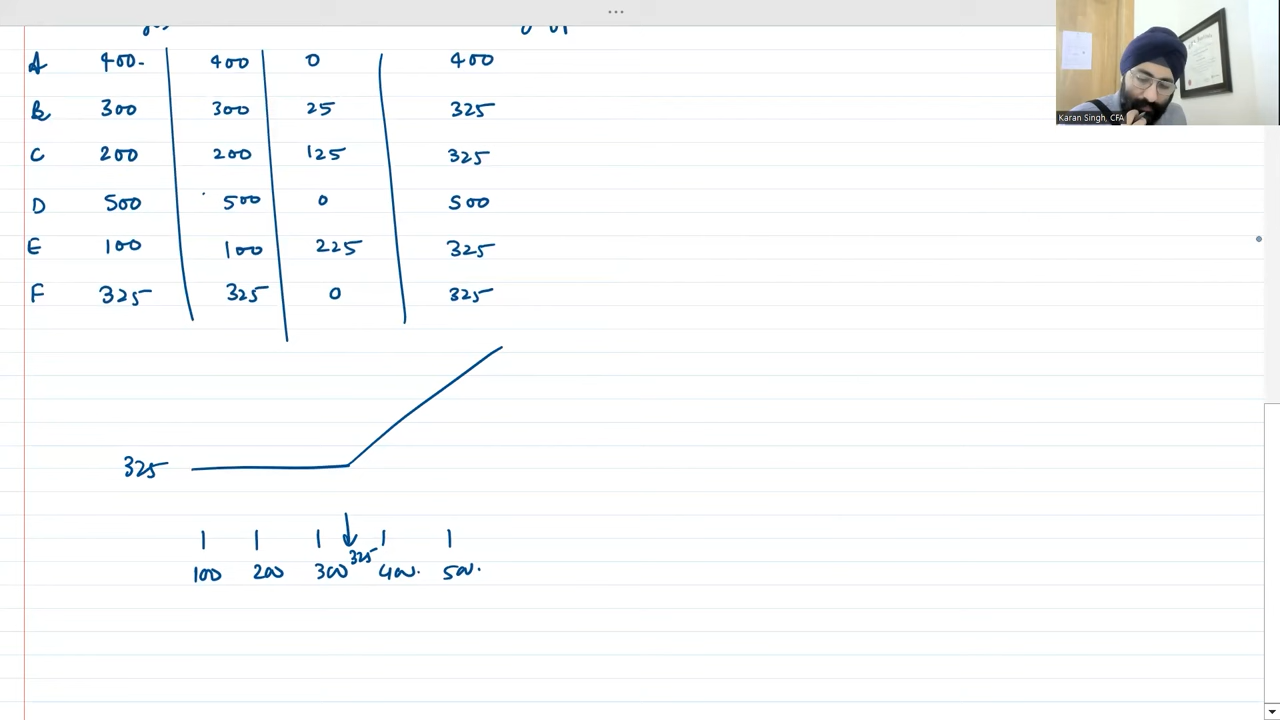 A 400- 400 0 400
B 300 300 25 325
C 200 200 125 325
D 500 500 0 500
E 100 100 225 325
F 325 325 0 325
325
325
100 200 300 400. 500.
Karan Singh, CFA